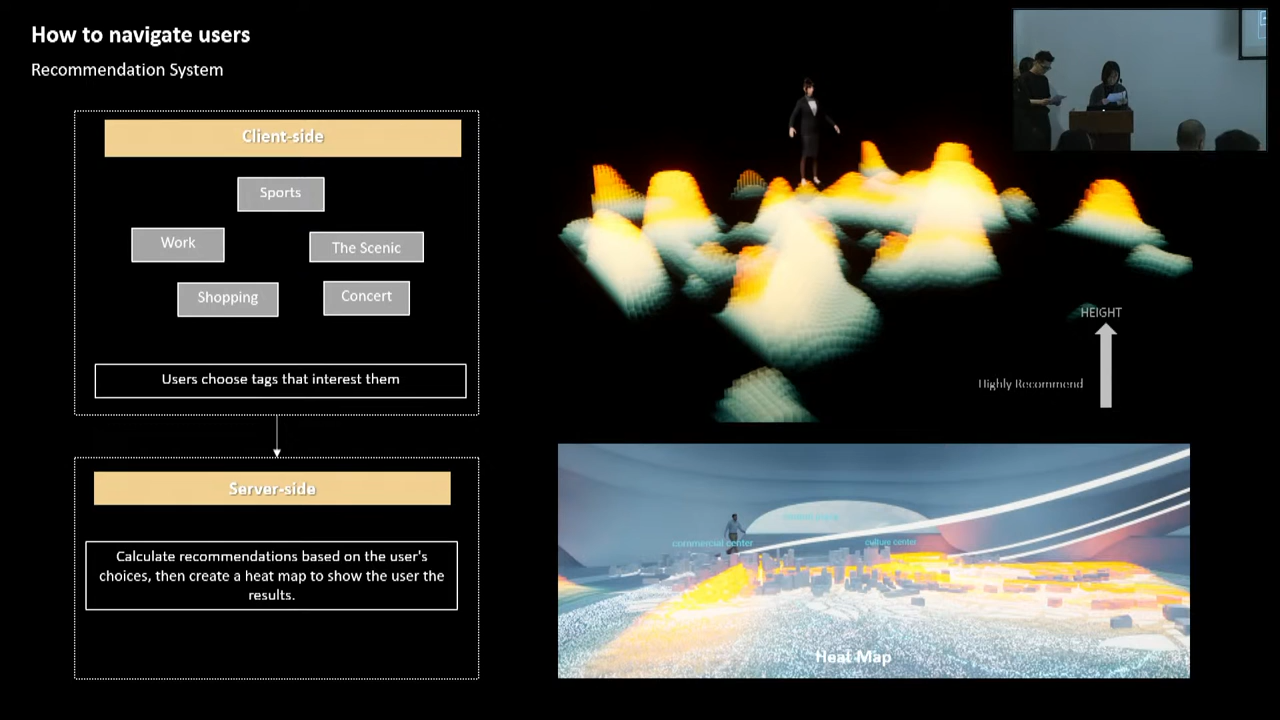 How to navigate users
Recommendation System
Client-side
Sports
Work
The Scenic
Shopping
Concert
Users choose tags that interest them
Server-side
Calculate recommendations based on the user's
choices, then create a heat map to show the user the
results.
HEIGHT
Highly Recommend
commercial center
culture center
Heat Map